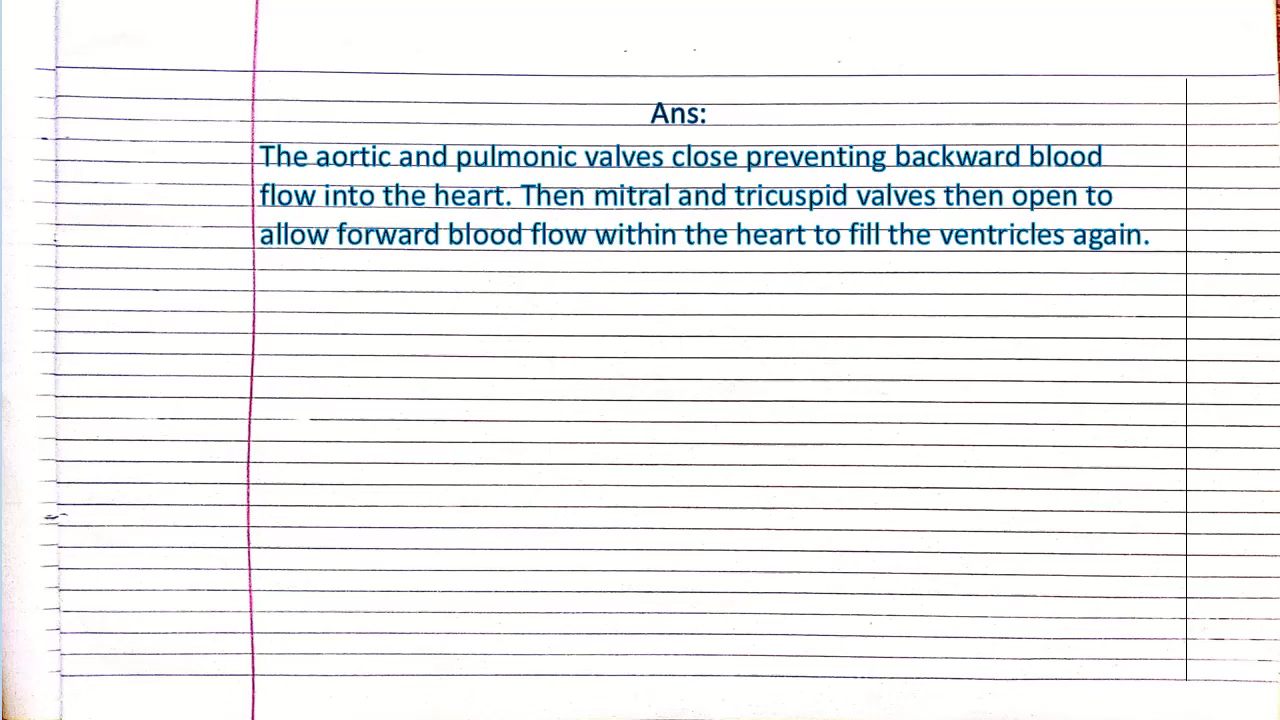 Ans:
The aortic and pulmonic valves close preventing backward blood
flow into the heart. Then mitral and tricuspid valves then open to
allow forward blood flow within the heart to fill the ventricles again.